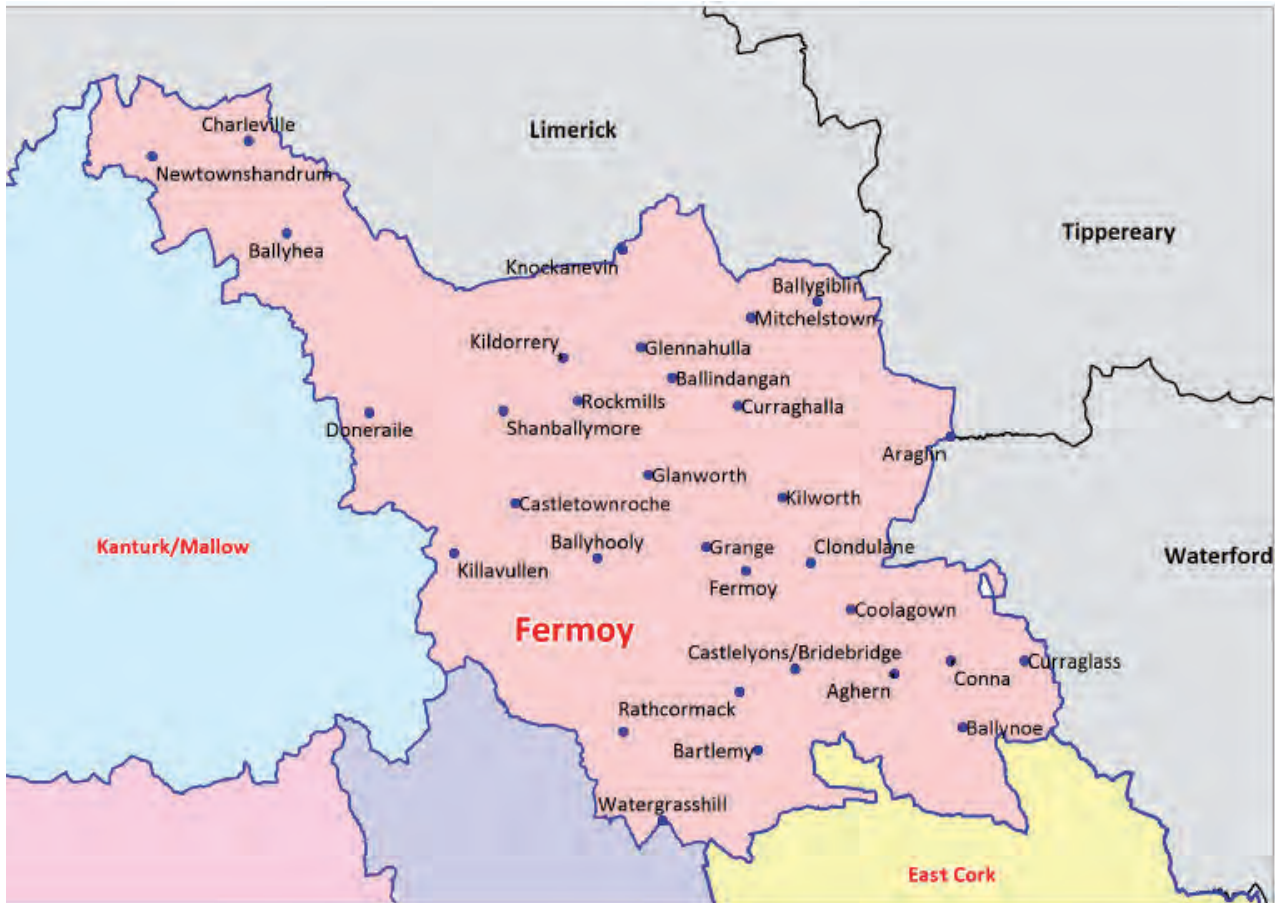 Charleville
Limerick
Newtownshandrum
Tippereary
Ballyhea
Knockanevin
Ballygiblin
Mitchelstown
Kildorrery
Glennahulla
Ballindangan
Rockmills
Curraghalla
Doneraile
Shanballymore
Araglin
Glanworth
Kilworth
Castletownroche
Kanturk/Mallow
Ballyhooly
Grange
Clondulane
Waterford
Killavullen
Fermoy
Coolagown
Fermoy
Castlelyons/Bridebridge
Curraglass
Aghern
Conna
Rathcormack
Ballynoe
Bartlemy
Watergrasshill
East Cork